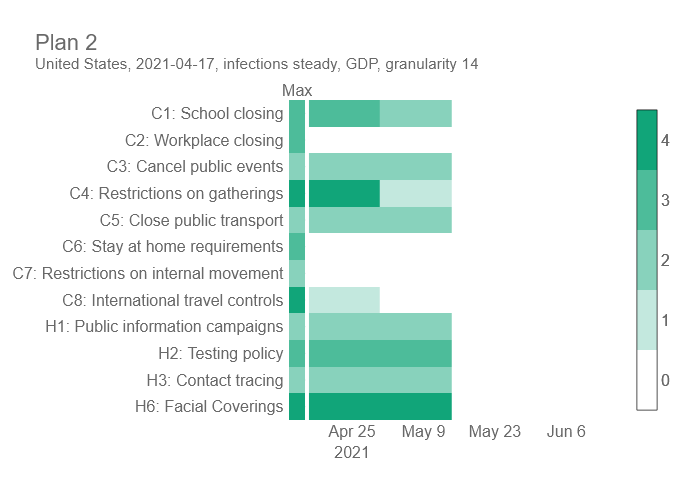 Plan 2
United States, 2021-04-17, infections steady, GDP, granularity 14
Max
C1: School closing
C2: Workplace closing
C3: Cancel public events
C4: Restrictions on gatherings
C5: Close public transport
C6: Stay at home requirements
C7: Restrictions on internal movement
C8: International travel controls
H1: Public information campaigns
H2: Testing policy
H3: Contact tracing
H6: Facial Coverings
Apr 25 May 9 May 23 Jun 6
2021
4
3
2
1
0